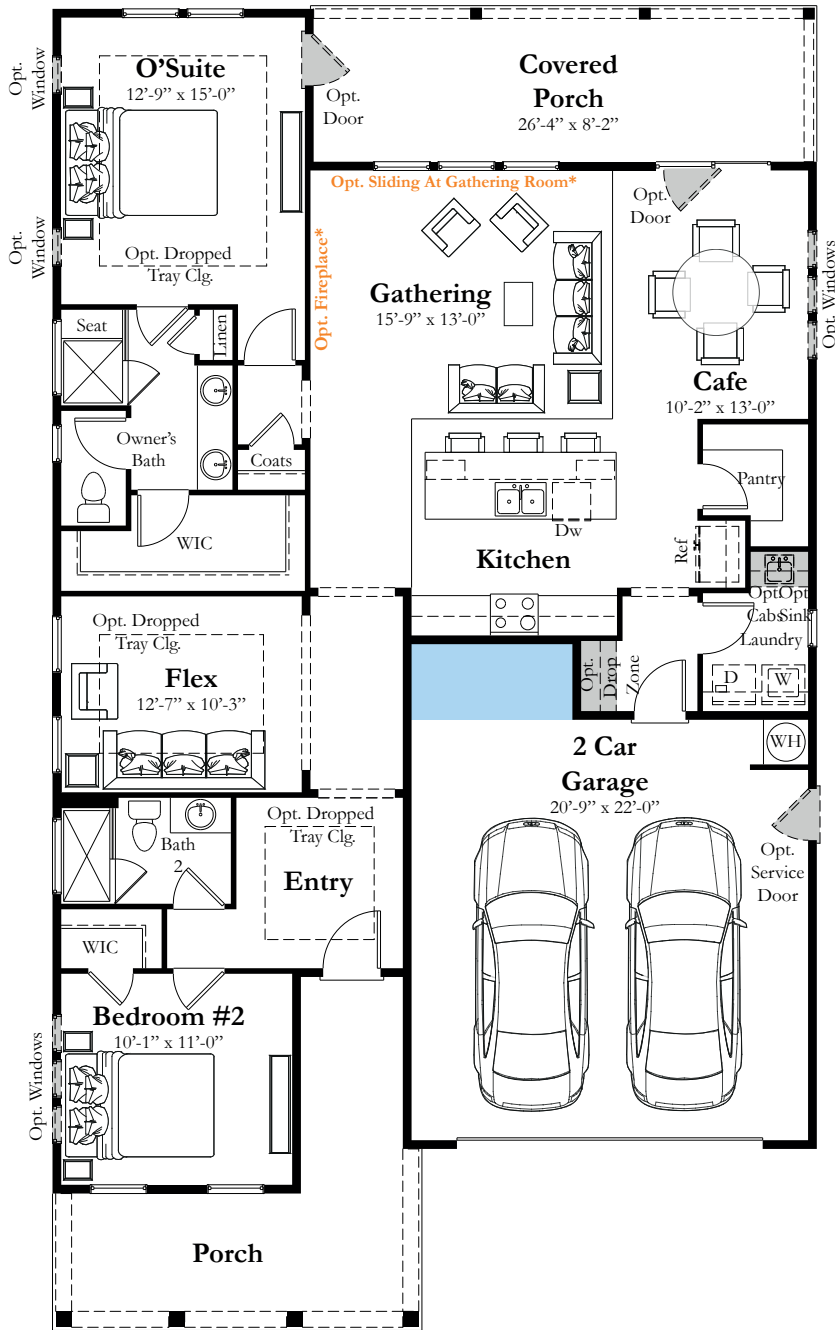 O’Suite
12’-9” x 15’-0”
Opt.
Window
Opt.
Door
Covered
Porch
26’-4” x 8’-2”
Opt. Sliding At Gathering Room*
Opt.
Door
Opt.
Window
Opt. Dropped
Tray Clg.
Opt. Fireplace*
Gathering
15’-9” x 13’-0”
Opt. Windows
Cafe
10’-2” x 13’-0”
Seat
Linen
Owner's
Bath
Coats
WIC
Pantry
Dw
Kitchen
Ref
Opt.
Cabs
Opt.
Sink
Laundry
D
W
Opt.
Drop
Zone
Opt. Dropped
Tray Clg.
Flex
12’-7” x 10’-3”
WH
2 Car
Garage
20’-9” x 22’-0”
Opt.
Service
Door
Bath
2
Opt. Dropped
Tray Clg.
Entry
WIC
Bedroom #2
10’-1” x 11’-0”
Opt. Windows
Porch